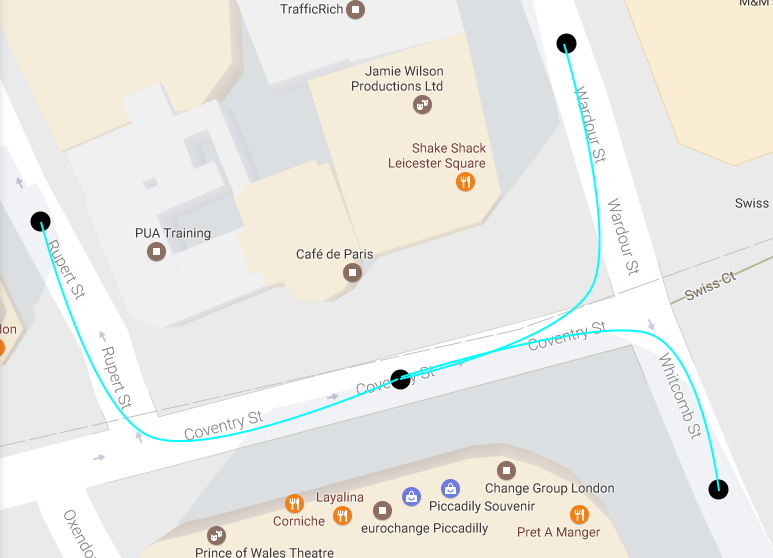 TrafficRich
M&M's
Jamie Wilson
Productions Ltd
Wardour St
Shake Shack
Leicester Square
Wardour St
Swiss
PUA Training
Café de Paris
Rupert St
Swiss Ct
don
Coventry St
Rupert St
Coventry St
Whitcomb St
Coventry St
Change Group London
Layalina
Piccadily Souvenir
Corniche
eurochange Piccadilly
Pret A Manger
Oxendo
Prince of Wales Theatre